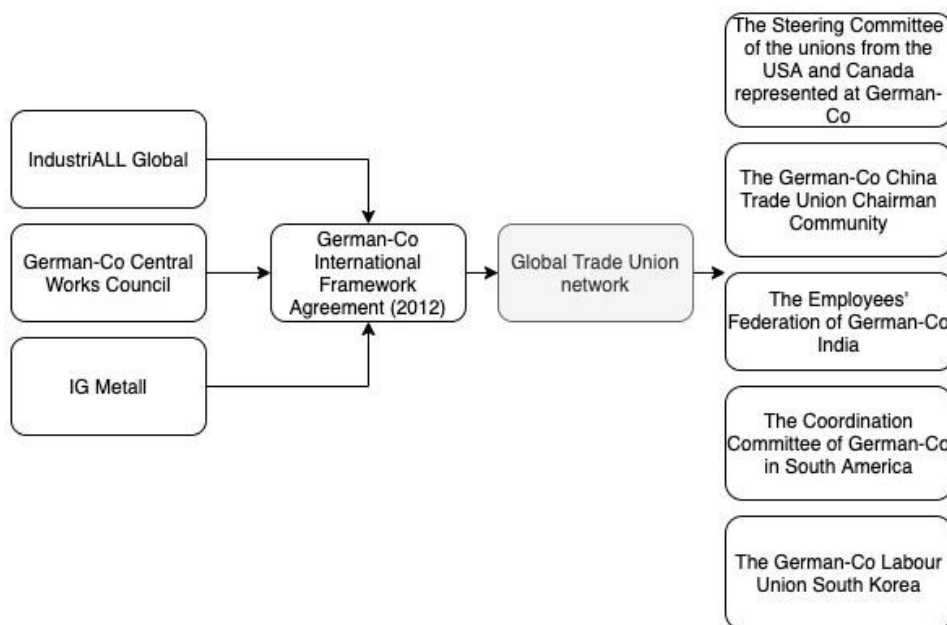 IndustriALL Global
German-Co Central
Works Council
IG Metall
German-Co
International
Framework
Agreement (2012)
Global Trade Union
network
The Steering Committee
of the unions from the
USA and Canada
represented at German-
Co
The German-Co China
Trade Union Chairman
Community
The Employees'
Federation of German-Co
India
The Coordination
Committee of German-Co
in South America
The German-Co Labour
Union South Korea